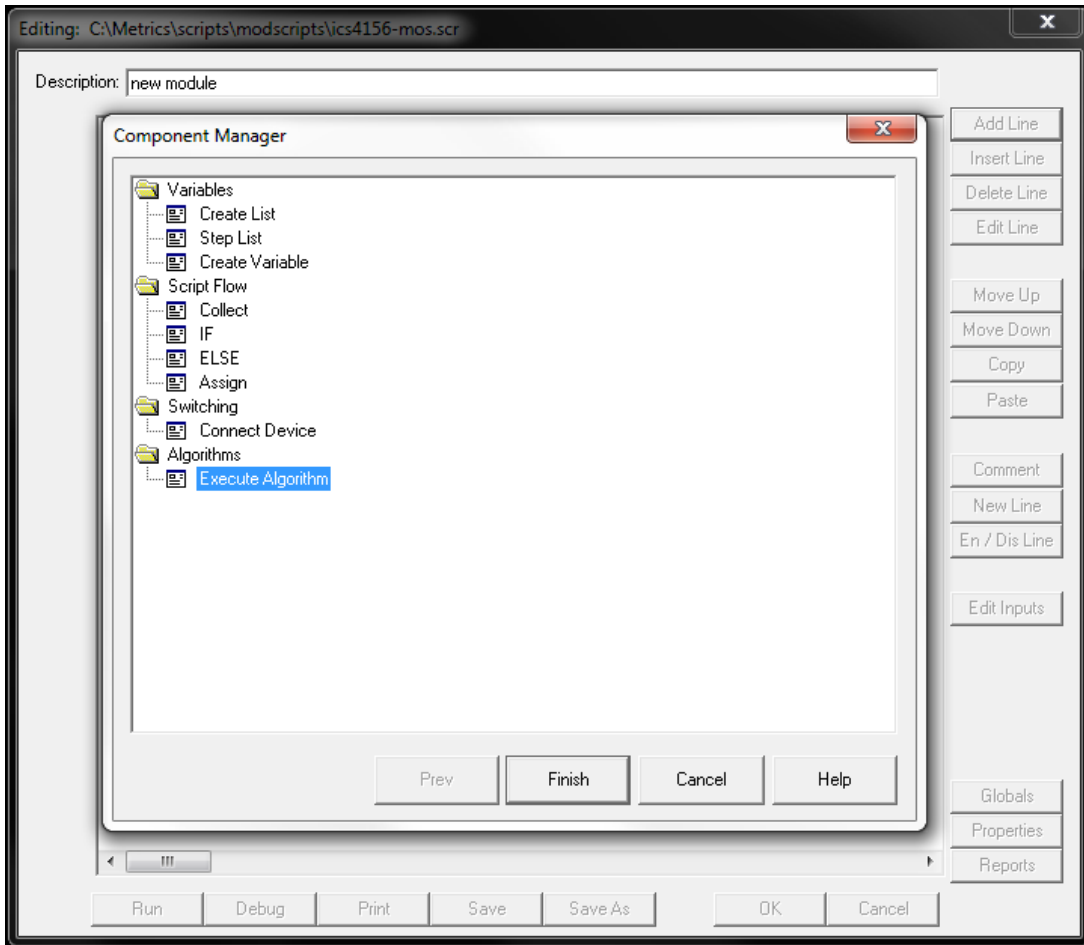 Editing: C:\Metrics\scripts\modscripts\ics4156-mos.scr
Description: new module
Component Manager
Variables
Create List
Step List
Create Variable
Script Flow
Collect
IF
ELSE
Assign
Switching
Connect Device
Algorithms
Execute Algorithm
Prev
Finish
Cancel
Help
Add Line
Insert Line
Delete Line
Edit Line
Move Up
Move Down
Copy
Paste
Comment
New Line
En / Dis Line
Edit Inputs
Globals
Properties
Reports
Run
Debug
Print
Save
Save As
OK
Cancel